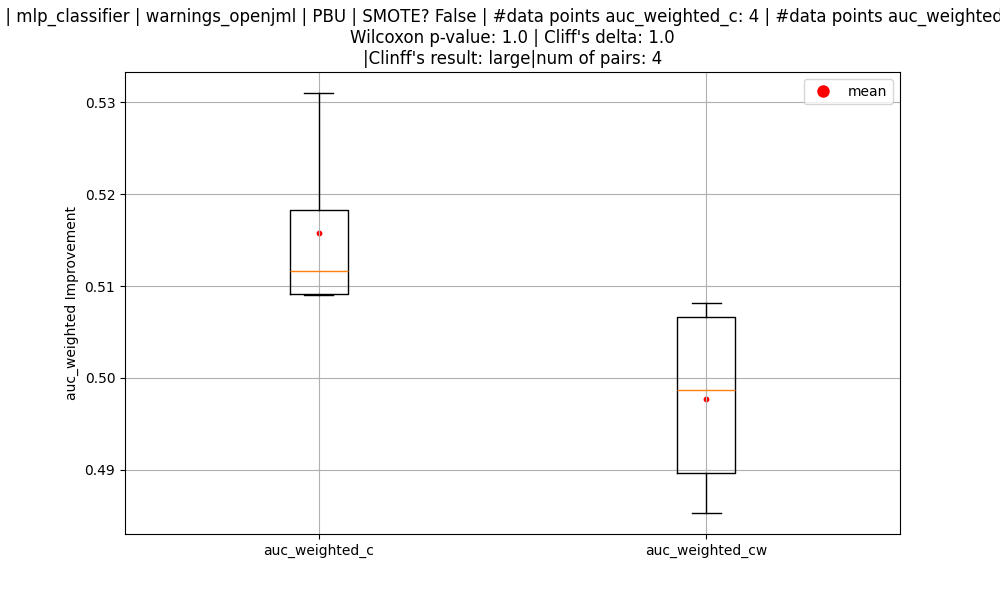 | mlp_classifier | warnings_openjml | PBU | SMOTE? False | #data points auc_weighted_c: 4 | #data points auc_weighted
Wilcoxon p-value: 1.0 | Cliff's delta: 1.0
|Clinff's result: large|num of pairs: 4
mean
0.53
0.52
0.51
0.50
0.49
auc_weighted Improvement
auc_weighted_c
auc_weighted_cw